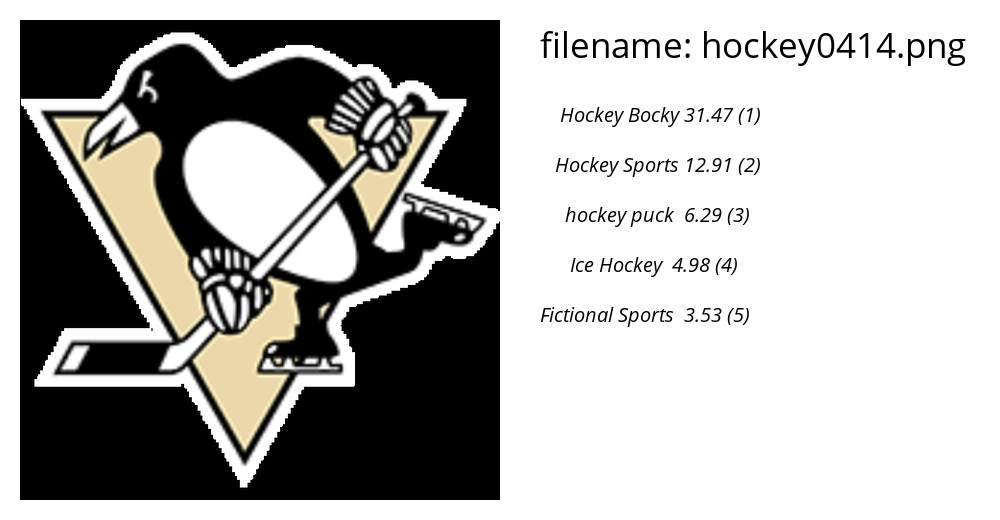 filename: hockey0414.png
Hockey Bocky 31.47 (1)
Hockey Sports 12.91 (2)
hockey puck 6.29 (3)
Ice Hockey 4.98 (4)
Fictional Sports 3.53 (5)